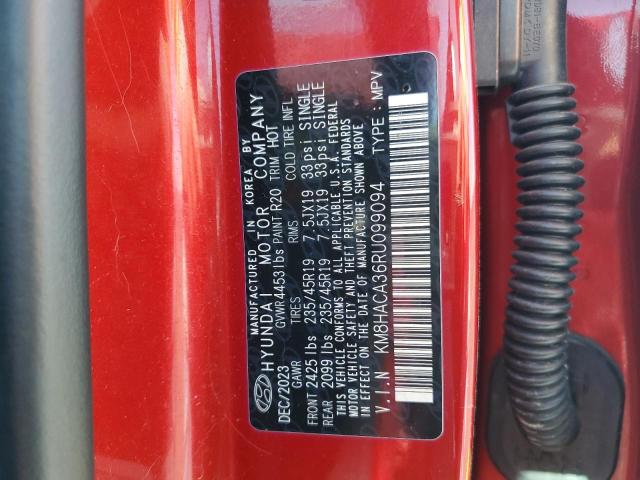 MANUFACTURED IN KOREA BY
HYUNDAI MOTOR COMPANY
DEC/2023 GVWR 4453lbs PAINT R20 TRIM HOT
GAWR TIRES RIMS COLD TIRE INFL
FRONT 2425 lbs 235/45R19 7.5JX19 33psi SINGLE
REAR 2099 lbs 235/45R19 7.5JX19 33psi SINGLE
THIS VEHICLE CONFORMS TO ALL APPLICABLE U.S.A. FEDERAL
MOTOR VEHICLE SAFETY AND THEFT PREVENTION STANDARDS
IN EFFECT ON THE DATE OF MANUFACTURE SHOWN ABOVE
V.I.N KM8HACA36RU099094 TYPE : MPV